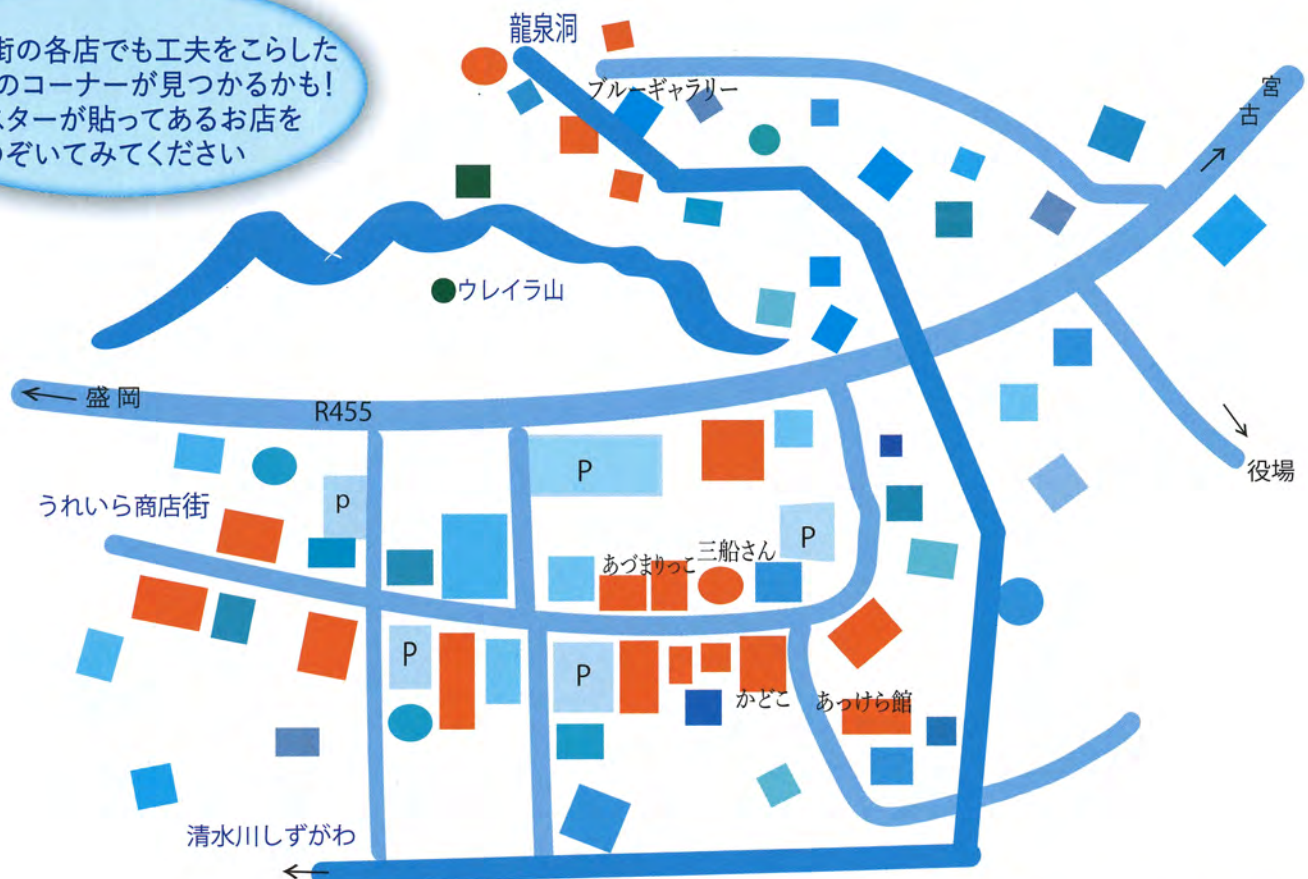 街の各店でも工夫をこらした
のコーナーが見つかるかも!
スターが貼ってあるお店を
のぞいてみてください
龍泉洞
ブルーギャラリー
宮古
ウレイラ山
盛岡
R455
役場
うれいら商店街
p
P
P
あづまりっこ
三船さん
P
P
かどこ
あっけら館
清水川しずがわ